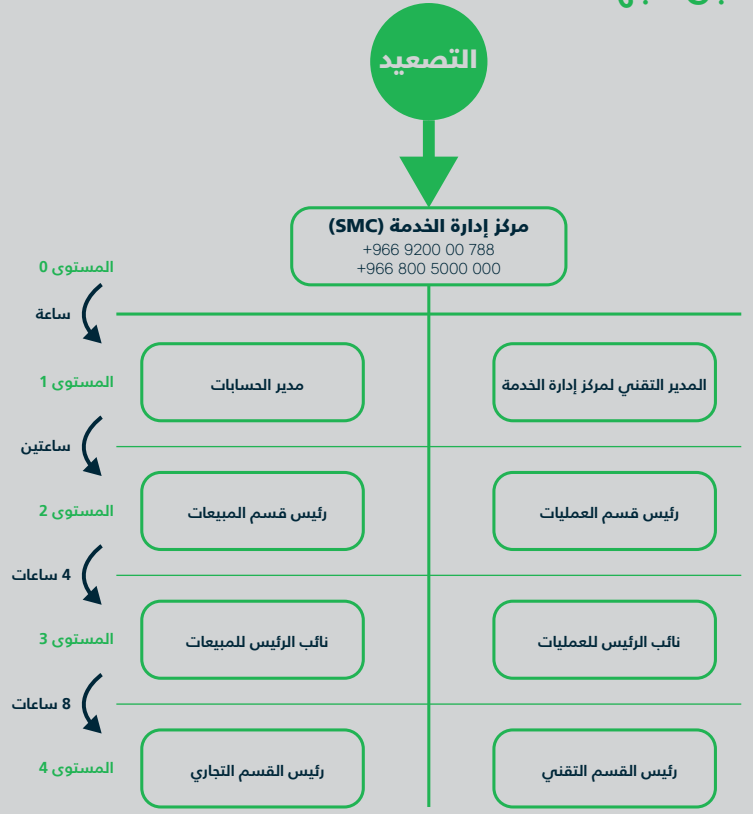 التصعيد
مركز إدارة الخدمة (SMC)
+966 9200 00 788
+966 800 5000 000
المستوى 0
ساعة
المدير التقني لمركز إدارة الخدمة
مدير الحسابات
المستوى 1
ساعتين
رئيس قسم العمليات
رئيس قسم المبيعات
المستوى 2
4 ساعات
نائب الرئيس للعمليات
نائب الرئيس للمبيعات
المستوى 3
8 ساعات
رئيس القسم التقني
رئيس القسم التجاري
المستوى 4